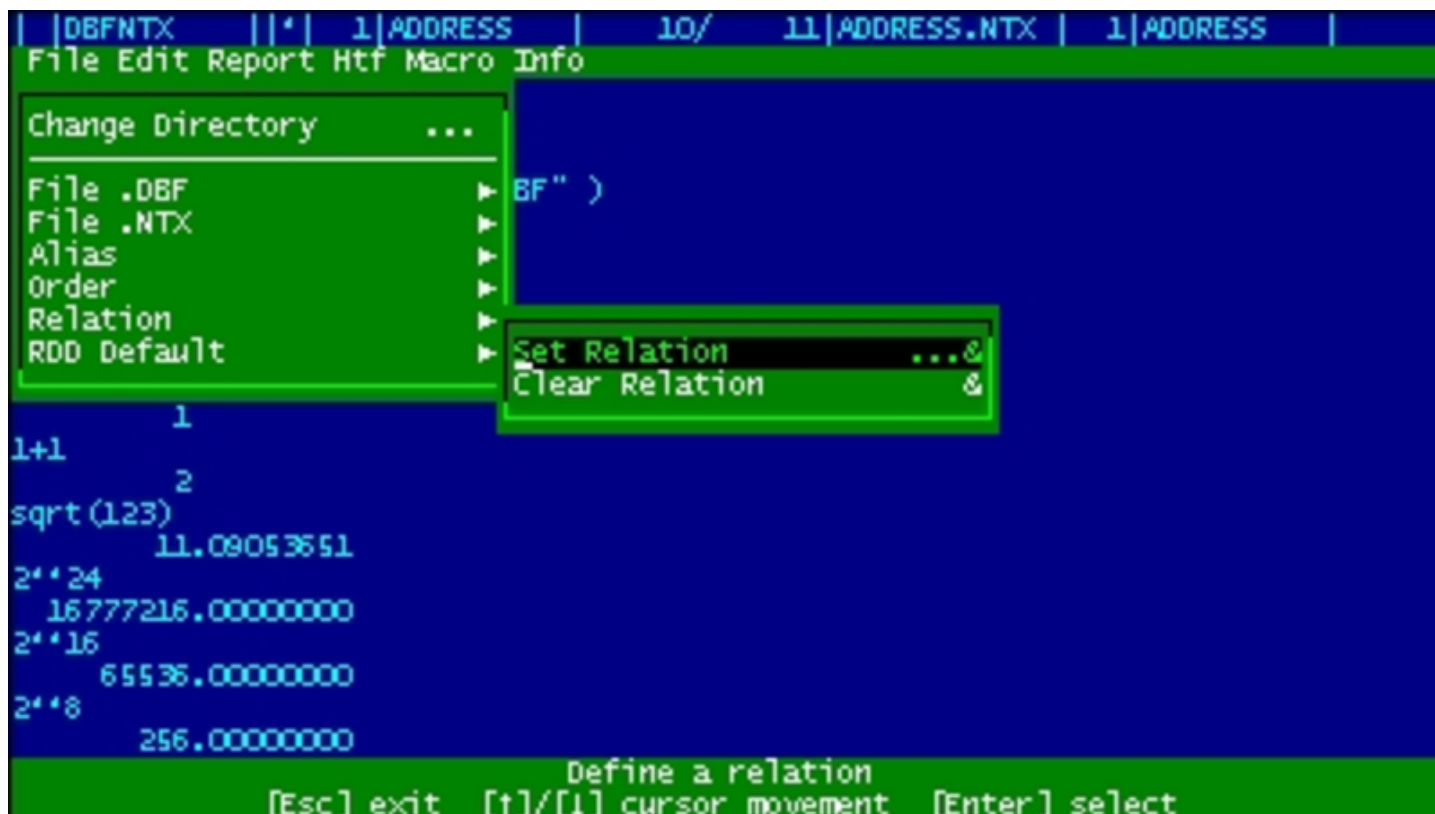 | |DBFNTX ||*| 1|ADDRESS | 10/ 11|ADDRESS.NTX | 1|ADDRESS |
File Edit Report Htf Macro Info
Change Directory ...
File .DBF ► BF" )
File .NTX ►
Alias ►
Order ►
Relation ►
RDD Default ► Set Relation ...&
Clear Relation &
1
1+1
2
sqrt(123)
11.09053651
2**24
16777216.00000000
2**16
65536.00000000
2**8
256.00000000
Define a relation
[Esc] exit [↑]/[↓] cursor movement [Enter] select